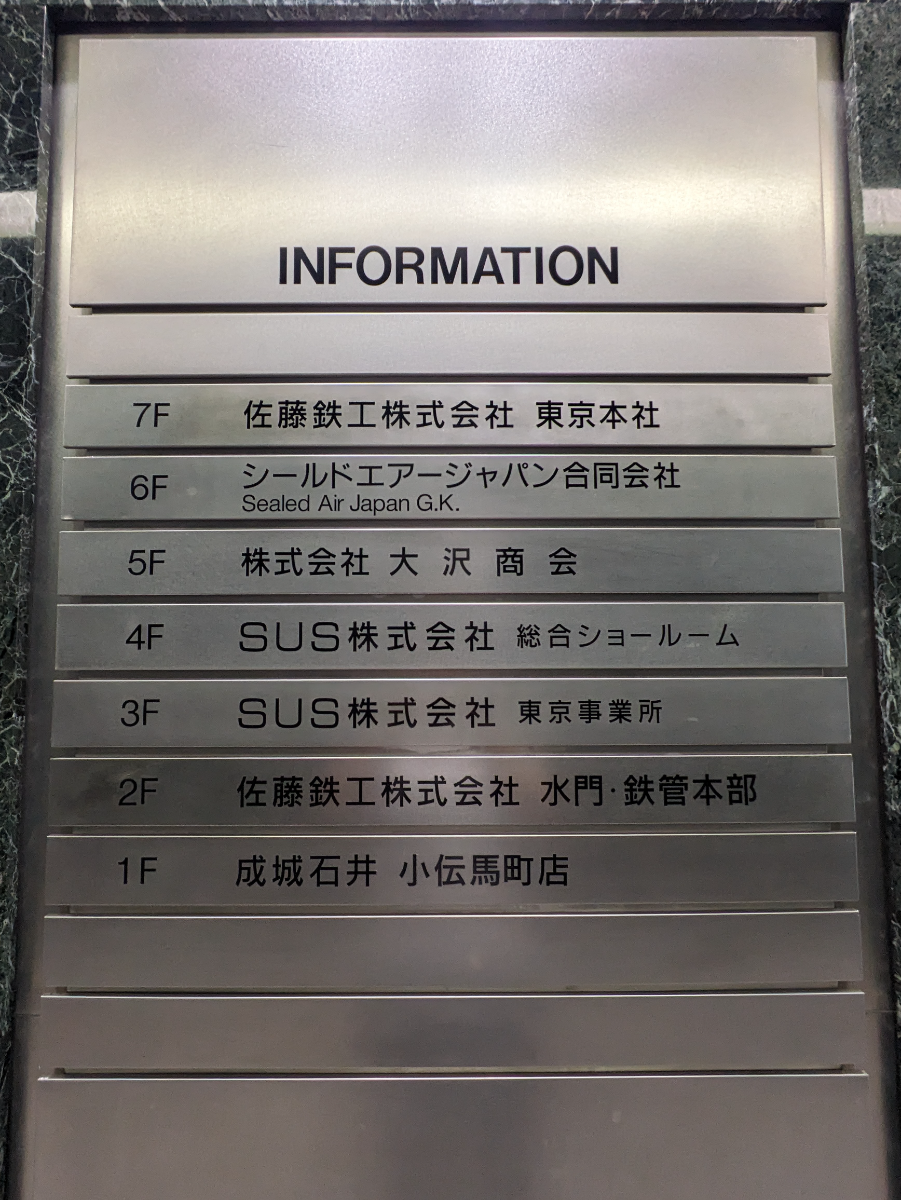 INFORMATION
7F 佐藤鉄工株式会社 東京本社
6F シールドエアージャパン合同会社
Sealed Air Japan G.K.
5F 株式会社 大沢商会
4F SUS株式会社 総合ショールーム
3F SUS株式会社 東京事業所
2F 佐藤鉄工株式会社 水門・鉄管本部
1F 成城石井 小伝馬町店